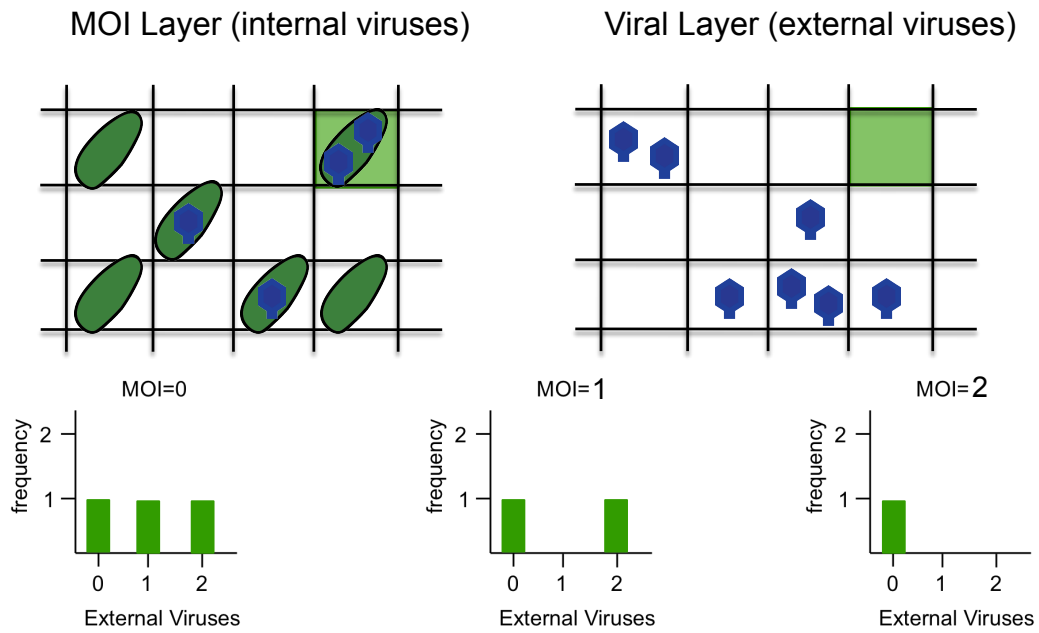 MOI Layer (internal viruses)
Viral Layer (external viruses)
MOI=0
MOI=1
MOI=2
frequency
2
1
0 1 2
External Viruses
frequency
2
1
0 1 2
External Viruses
frequency
2
1
0 1 2
External Viruses